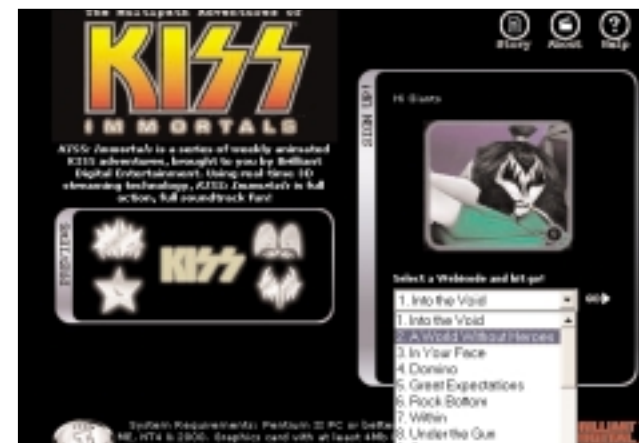 The Multipath Adventures of
KISS
IMMORTALS
KISS: Immortals is a series of weekly animated
KISS adventures, brought to you by Brilliant
Digital Entertainment. Using real time 3D
streaming technology, KISS: Immortals is full
action, full soundtrack fun!
PREVIEWS
KISS
Story About Help
SIGN UP!
Hi
Select a Webisode and hit go!
1. Into the Void
GO
1. Into the Void
2. A World Without Heroes
3. In Your Face
4. Domino
5. Great Expectations
6. Rock Bottom
7. Within
8. Under the Gun
System Requirements: Pentium II PC or better
ME, NT4 & 2000. Graphics card with at least 4Mb